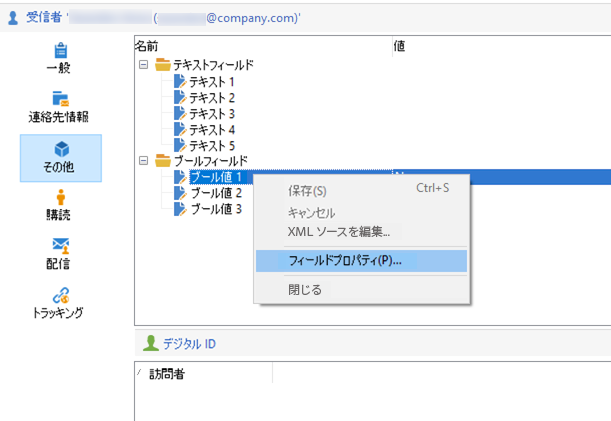 受信者 ' ( @company.com)'
一般
連絡先情報
その他
購読
配信
トラッキング
名前 値
テキストフィールド
テキスト 1
テキスト 2
テキスト 3
テキスト 4
テキスト 5
ブールフィールド
ブール値 1
ブール値 2
ブール値 3
保存(S) Ctrl+S
キャンセル
XML ソースを編集...
フィールドプロパティ(P)...
閉じる
デジタル ID
訪問者